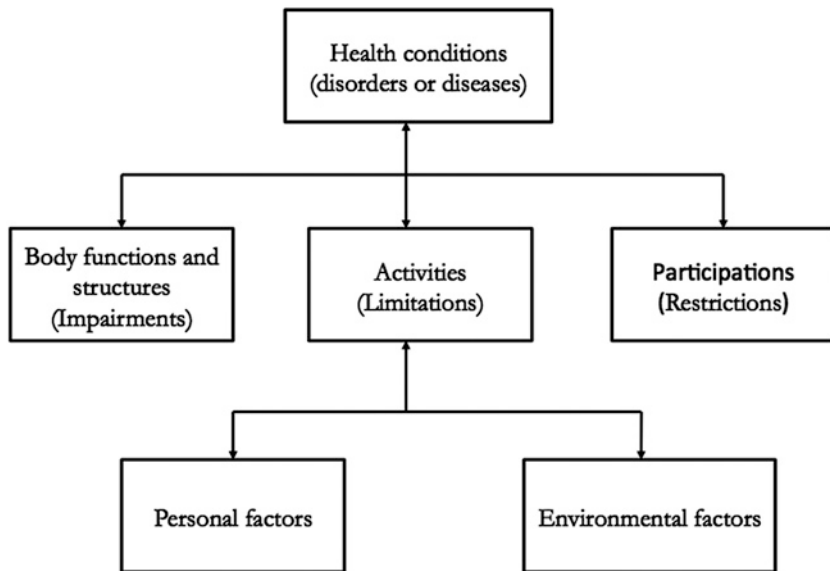 Health conditions
(disorders or diseases)
Body functions and
structures
(Impairments)
Activities
(Limitations)
Participations
(Restrictions)
Personal factors
Environmental factors